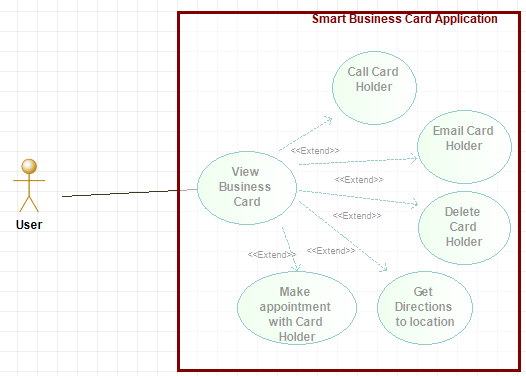 Smart Business Card Application
Call Card
Holder
<<Extend>>
Email Card
Holder
View
Business
Card
<<Extend>>
User
<<Extend>>
Delete
Card
Holder
<<Extend>>
<<Extend>>
Make
appointment
with Card
Holder
Get
Directions
to location